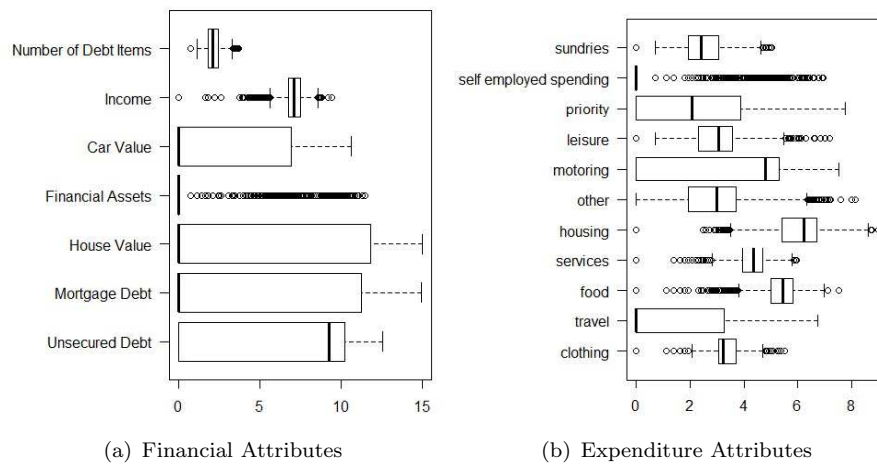 Number of Debt Items
Income
Car Value
Financial Assets
House Value
Mortgage Debt
Unsecured Debt
0 5 10 15
(a) Financial Attributes
sundries
self employed spending
priority
leisure
motoring
other
housing
services
food
travel
clothing
0 2 4 6 8
(b) Expenditure Attributes